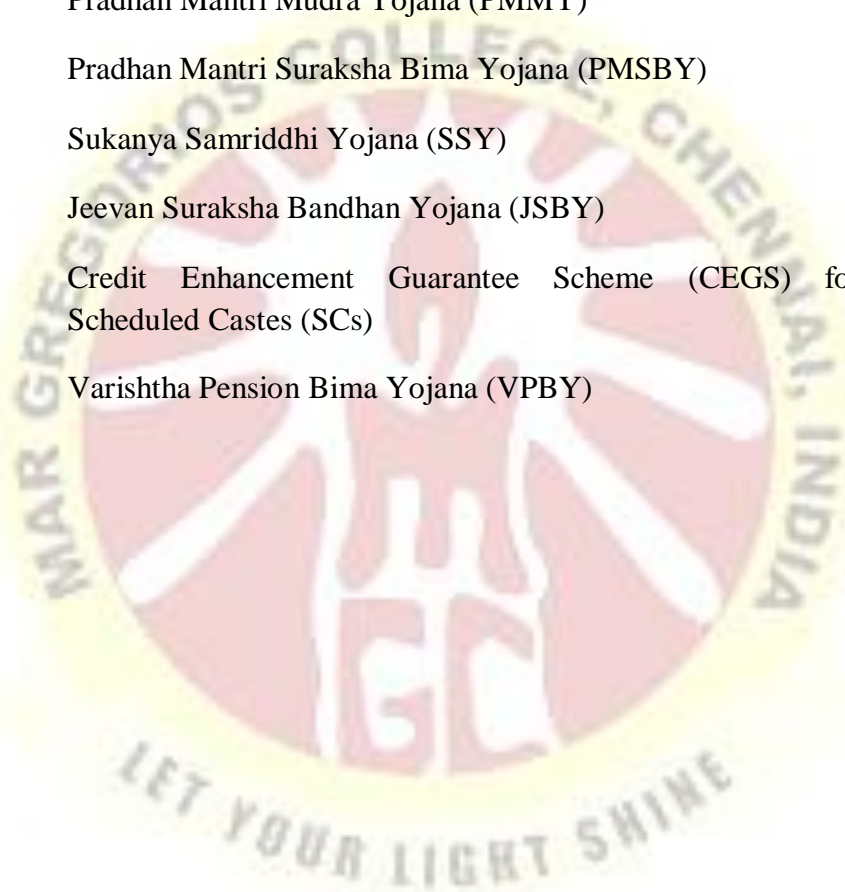 Pradhan Mantri Mudra Yojana (PMMY)
Pradhan Mantri Suraksha Bima Yojana (PMSBY)
Sukanya Samriddhi Yojana (SSY)
Jeevan Suraksha Bandhan Yojana (JSBY)
Credit Enhancement Guarantee Scheme (CEGS) fo
Scheduled Castes (SCs)
Varishtha Pension Bima Yojana (VPBY)
MAR GREGORIOS COLLEGE, CHENNAI, INDIA
MGC
LET YOUR LIGHT SHINE